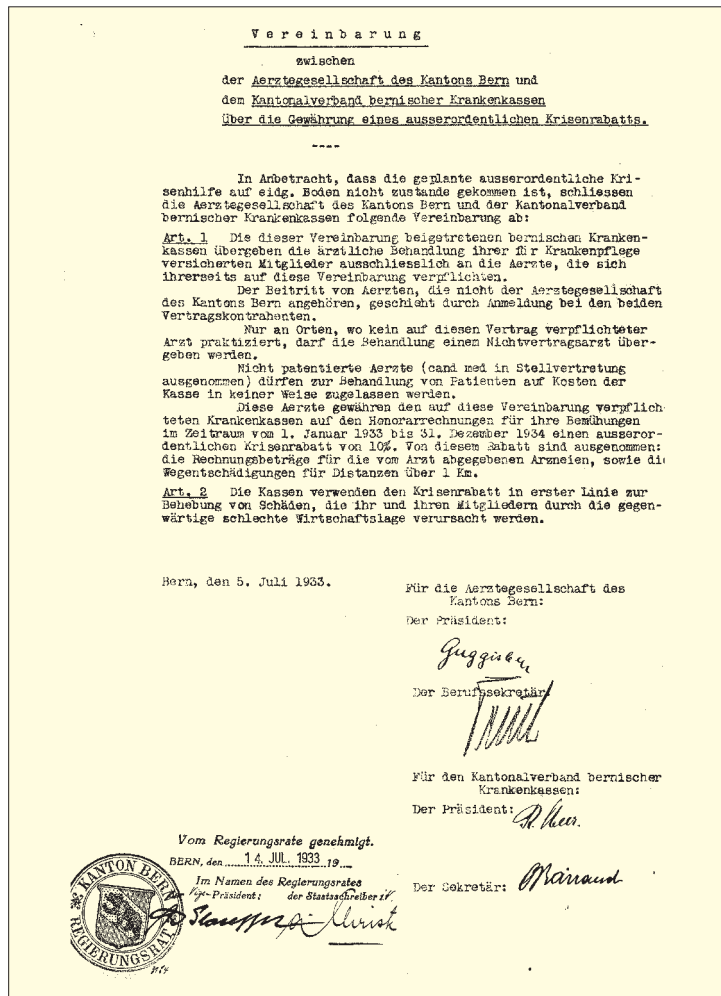 Vereinbarung
zwischen
der Aerztegesellschaft des Kantons Bern und
dem Kantonalverband bernischer Krankenkassen
über die Gewährung eines ausserordentlichen Krisenrabatts.
----
In Anbetracht, dass die geplante ausserordentliche Kri-
senhilfe auf eidg. Boden nicht zustande gekommen ist, schliessen
die Aerztegesellschaft des Kantons Bern und der Kantonalverband
bernischer Krankenkassen folgende Vereinbarung ab:
Art. 1 Die dieser Vereinbarung beigetretenen bernischen Kranken-
kassen übergeben die ärztliche Behandlung ihrer für Krankenpflege
versicherten Mitglieder ausschliesslich an die Aerzte, die sich
ihrerseits auf diese Vereinbarung verpflichten.
Der Beitritt von Aerzten, die nicht der Aerztegesellschaft
des Kantons Bern angehören, geschieht durch Anmeldung bei den beiden
Vertragskontrahenten.
Nur an Orten, wo kein auf diesen Vertrag verpflichteter
Arzt praktiziert, darf die Behandlung einem Nichtvertragsarzt über-
geben werden.
Nicht patentierte Aerzte (cand med in Stellvertretung
ausgenommen) dürfen zur Behandlung von Patienten auf Kosten der
Kasse in keiner Weise zugelassen werden.
Diese Aerzte gewähren den auf diese Vereinbarung verpflich
teten Krankenkassen auf den Honorarrechnungen für ihre Bemühungen
im Zeitraum vom 1. Januar 1933 bis 31. Dezember 1934 einen ausseror-
dentlichen Krisenrabatt von 10%. Von diesem Rabatt sind ausgenommen:
die Rechnungsbeträge für die vom Arzt abgegebenen Arzneien, sowie die
Wegentschädigungen für Distanzen über 1 Km.
Art. 2 Die Kassen verwenden den Krisenrabatt in erster Linie zur
Behebung von Schäden, die ihr und ihren Mitgliedern durch die gegen-
wärtige schlechte Wirtschaftslage verursacht werden.
Bern, den 5. Juli 1933.
Für die Aerztegesellschaft des
Kantons Bern:
Der Präsident:
Der Berufssekretär
Für den Kantonalverband bernischer
Krankenkassen:
Der Präsident:
Der Sekretär:
Vom Regierungsrate genehmigt.
BERN, den 14. JUL. 1933 19
Im Namen des Regierungsrates
Vize-Präsident: der Staatsschreiber i.V.
KANTON BERN
REGIERUNGSRAT